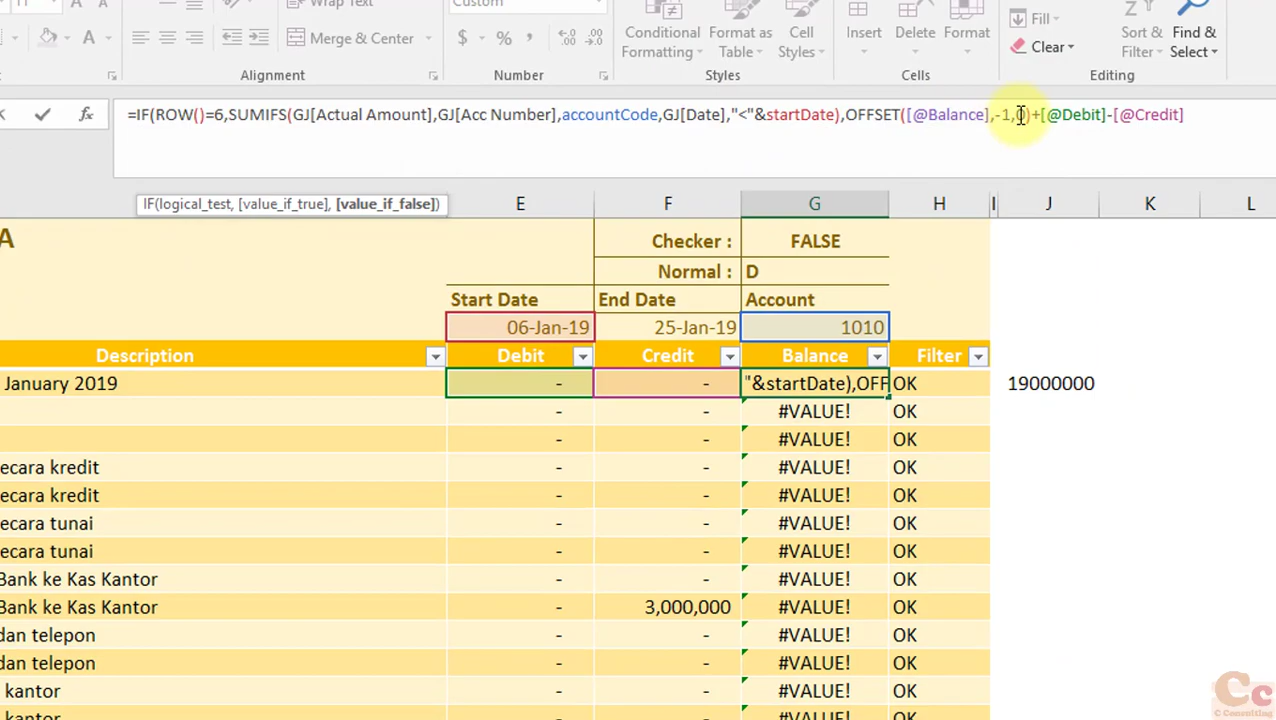 11 A Wrap Text Custom Fill
A Merge & Center $ % , Conditional Format as Cell Insert Delete Format Clear Sort & Find &
Formatting Table Styles Filter Select
Alignment Number Styles Cells Editing
fx =IF(ROW()=6,SUMIFS(GJ[Actual Amount],GJ[Acc Number],accountCode,GJ[Date],"<"&startDate),OFFSET([@Balance],-1,0)+[@Debit]-[@Credit]
IF(logical_test, [value_if_true], [value_if_false])
E F G H I J K L
A Checker : FALSE
Normal : D
Start Date End Date Account
06-Jan-19 25-Jan-19 1010
Description Debit Credit Balance Filter
January 2019 - - "&startDate),OFF OK 19000000
- - #VALUE! OK
- - #VALUE! OK
ecara kredit - - #VALUE! OK
ecara kredit - - #VALUE! OK
ecara tunai - - #VALUE! OK
ecara tunai - - #VALUE! OK
Bank ke Kas Kantor - - #VALUE! OK
Bank ke Kas Kantor - 3,000,000 #VALUE! OK
dan telepon - - #VALUE! OK
dan telepon - - #VALUE! OK
kantor - - #VALUE! OK
kantor
Cc
C Consulting